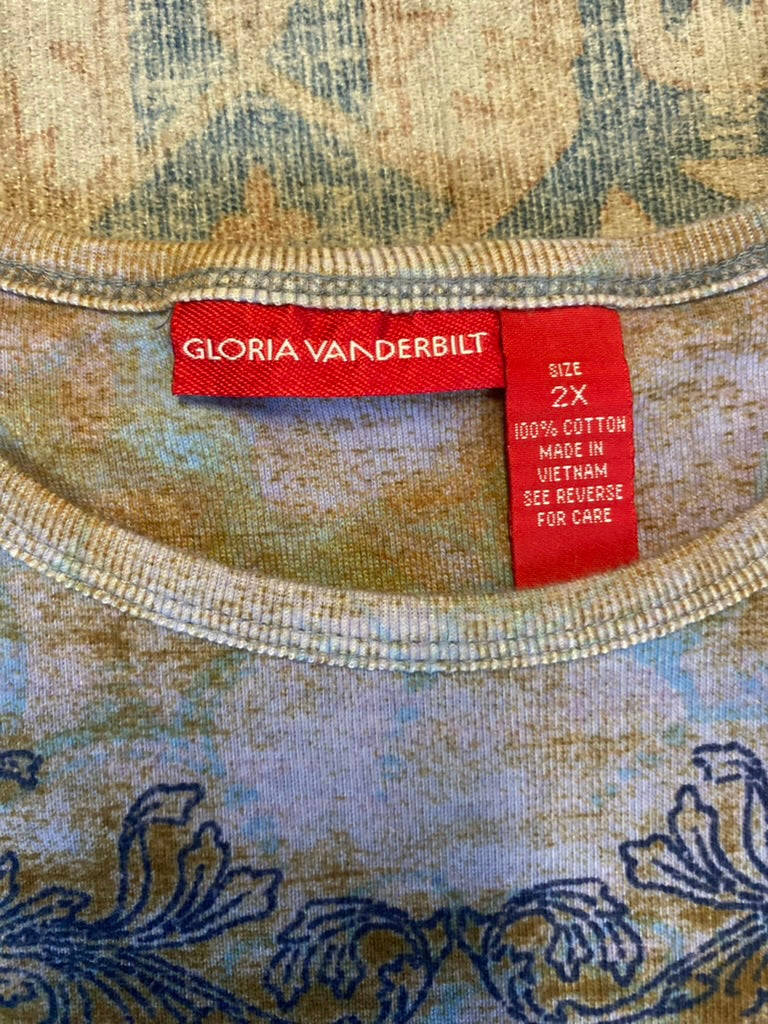 GLORIA VANDERBILT
SIZE
2X
100% COTTON
MADE IN
VIETNAM
SEE REVERSE
FOR CARE